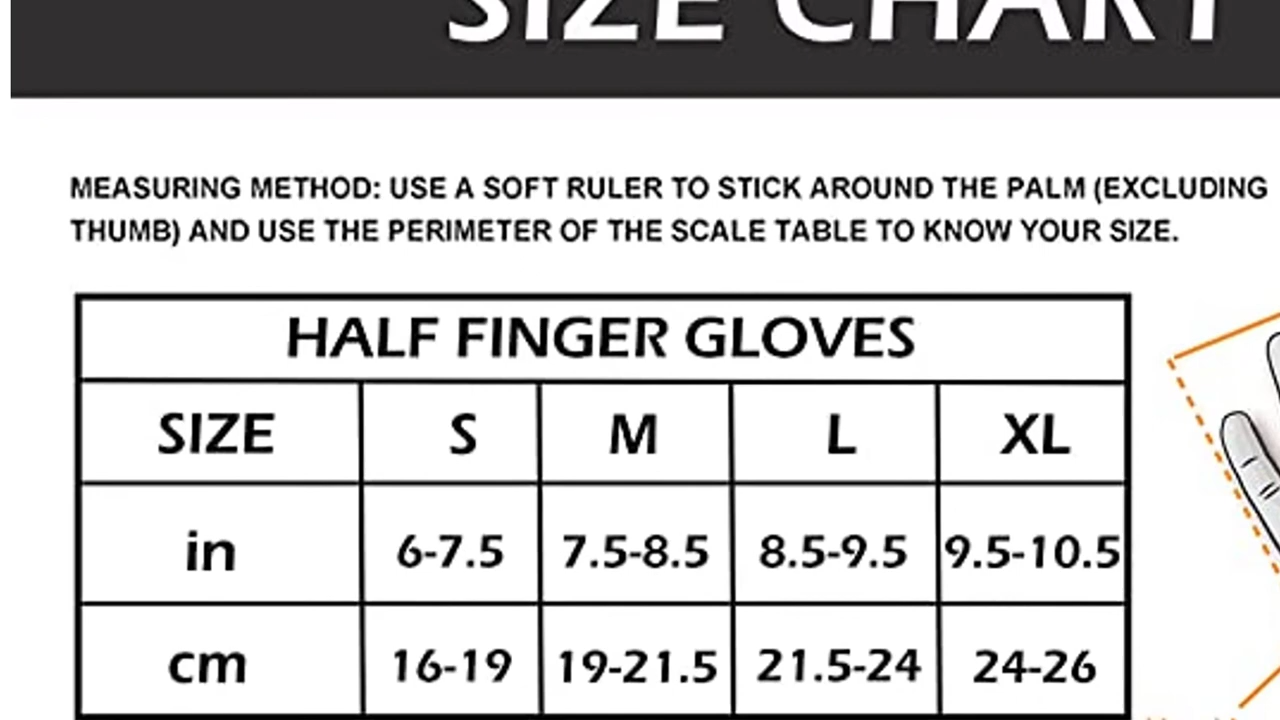 SIZE CHART
MEASURING METHOD: USE A SOFT RULER TO STICK AROUND THE PALM (EXCLUDING
THUMB) AND USE THE PERIMETER OF THE SCALE TABLE TO KNOW YOUR SIZE.
HALF FINGER GLOVES
SIZE S M L XL
in 6-7.5 7.5-8.5 8.5-9.5 9.5-10.5
cm 16-19 19-21.5 21.5-24 24-26